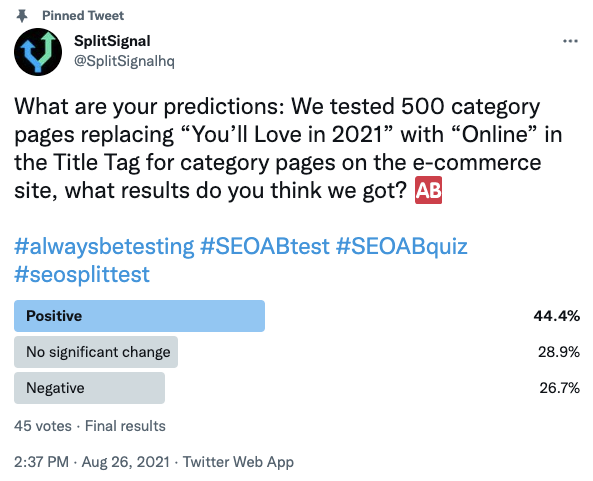 Pinned Tweet
SplitSignal
@SplitSignalhq
What are your predictions: We tested 500 category
pages replacing “You’ll Love in 2021” with “Online” in
the Title Tag for category pages on the e-commerce
site, what results do you think we got? 🆎
#alwaysbetesting #SEOABtest #SEOABquiz
#seosplittest
Positive 44.4%
No significant change 28.9%
Negative 26.7%
45 votes · Final results
2:37 PM · Aug 26, 2021 · Twitter Web App